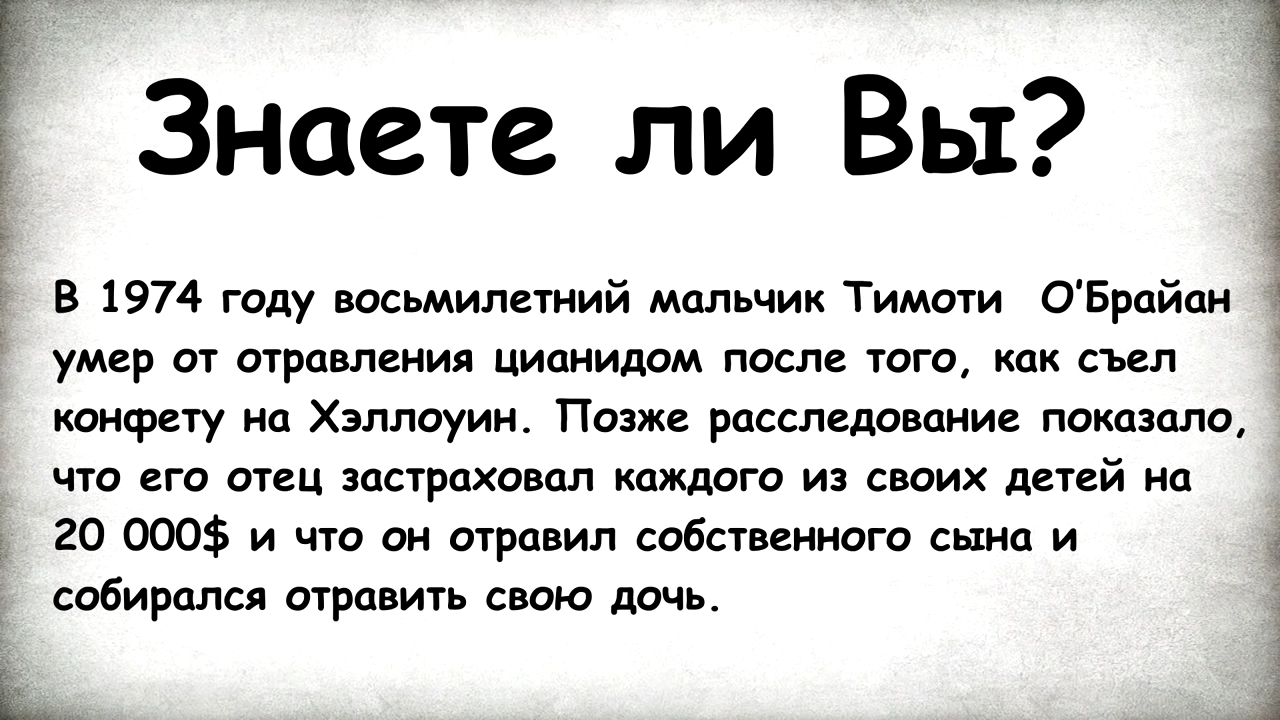 Знаете ли Вы?
В 1974 году восьмилетний мальчик Тимоти О'Брайан
умер от отравления цианидом после того, как съел
конфету на Хэллоуин. Позже расследование показало,
что его отец застраховал каждого из своих детей на
20 000$ и что он отравил собственного сына и
собирался отравить свою дочь.